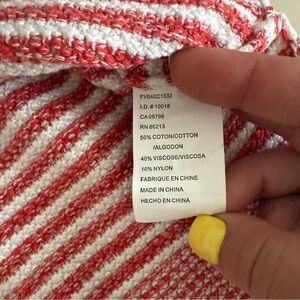 FV040C1532
I.D. # 10018
CA 06798
RN 86213
50% COTON/COTTON
/ALGODON
40% VISCOSE/VISCOSA
10% NYLON
FABRIQUE EN CHINE
MADE IN CHINA
HECHO EN CHINA